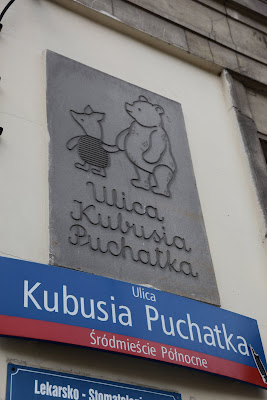 Ulica
Kubusia
Puchatka
Ulica
Kubusia Puchatka
Śródmieście Północne
Lekarsko - Stomatolo